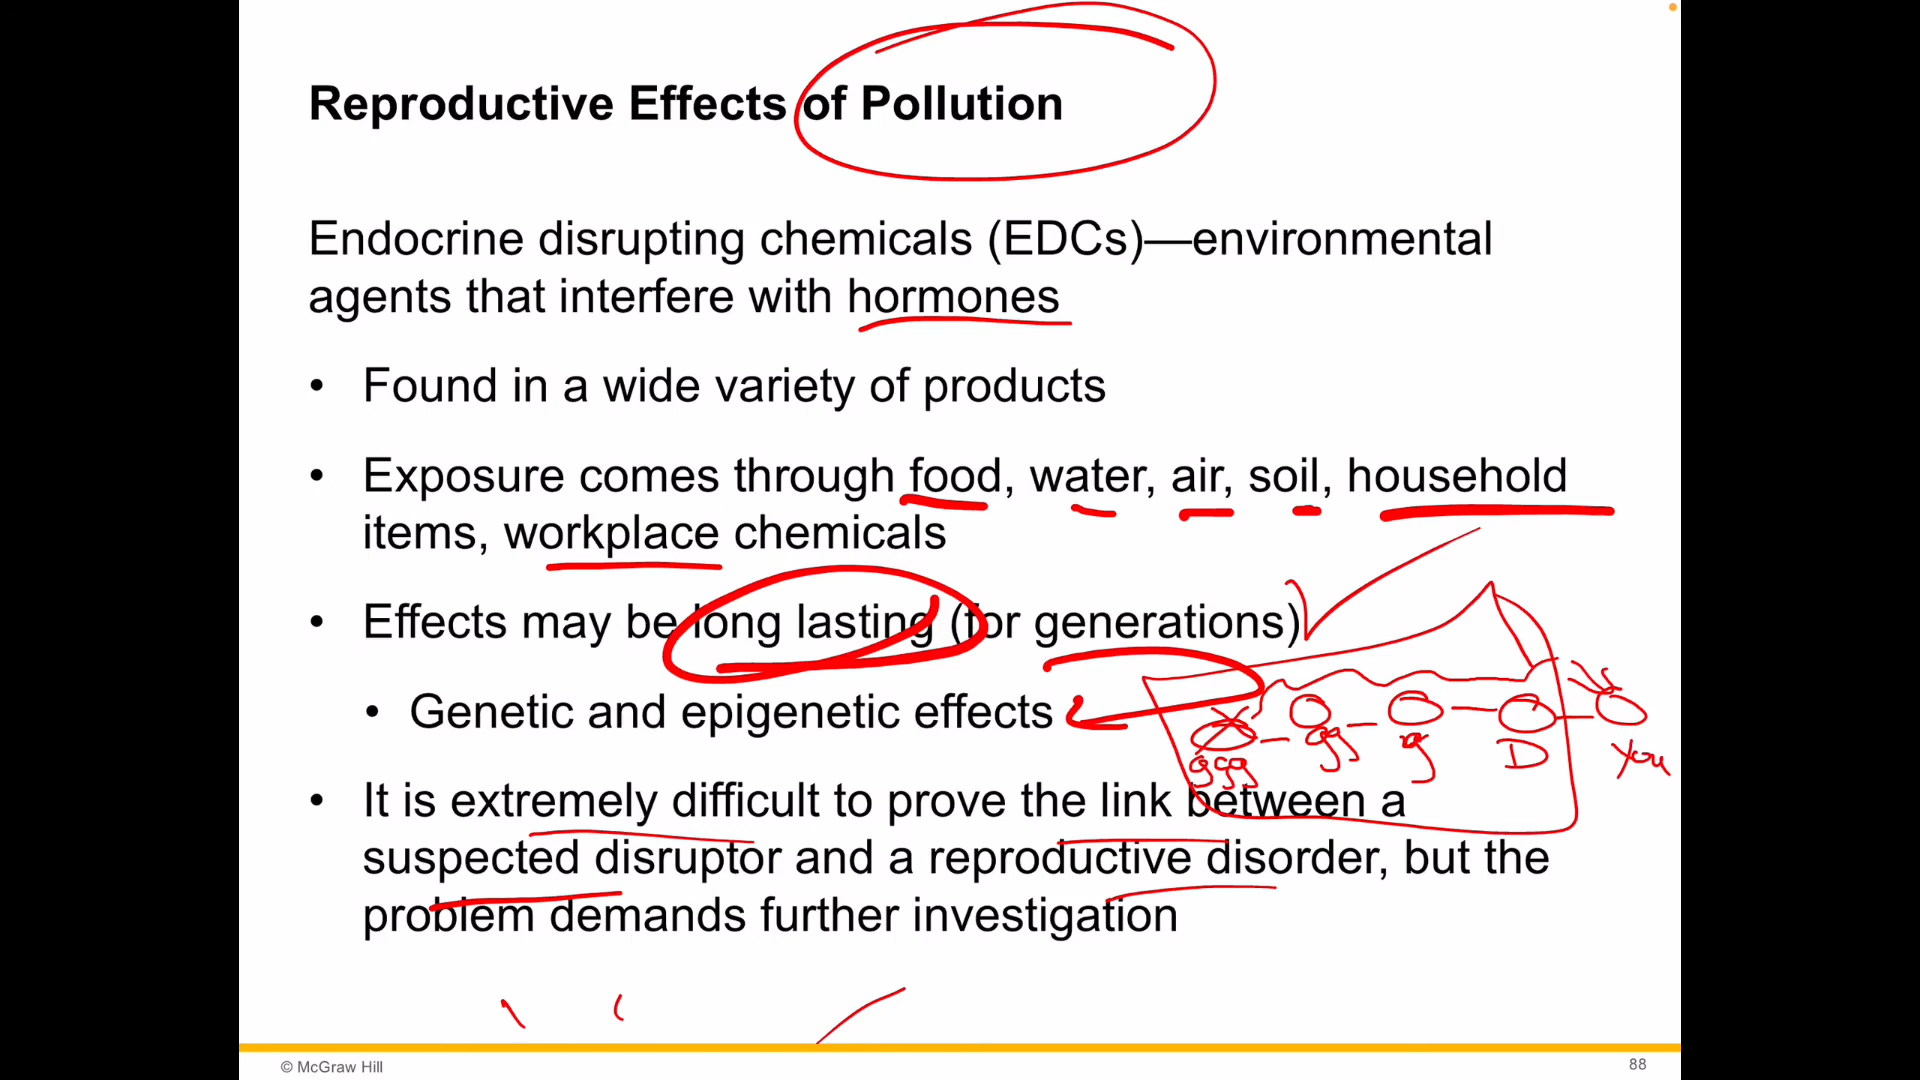 Reproductive Effects of Pollution
Endocrine disrupting chemicals (EDCs)—environmental
agents that interfere with hormones
• Found in a wide variety of products
• Exposure comes through food, water, air, soil, household
items, workplace chemicals
• Effects may be long lasting (for generations)
• Genetic and epigenetic effects
ggg gg g D You
• It is extremely difficult to prove the link between a
suspected disruptor and a reproductive disorder, but the
problem demands further investigation
© McGraw Hill
88